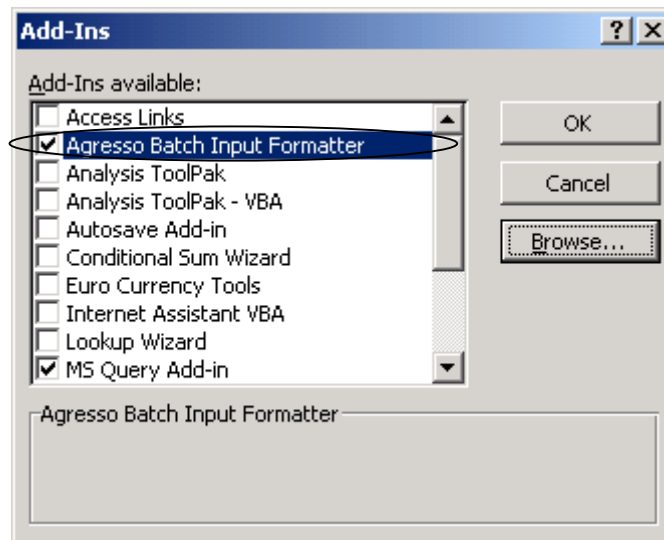 Add-Ins
Add-Ins available:
Access Links
Agresso Batch Input Formatter
Analysis ToolPak
Analysis ToolPak - VBA
Autosave Add-in
Conditional Sum Wizard
Euro Currency Tools
Internet Assistant VBA
Lookup Wizard
MS Query Add-in
OK
Cancel
Browse...
Agresso Batch Input Formatter